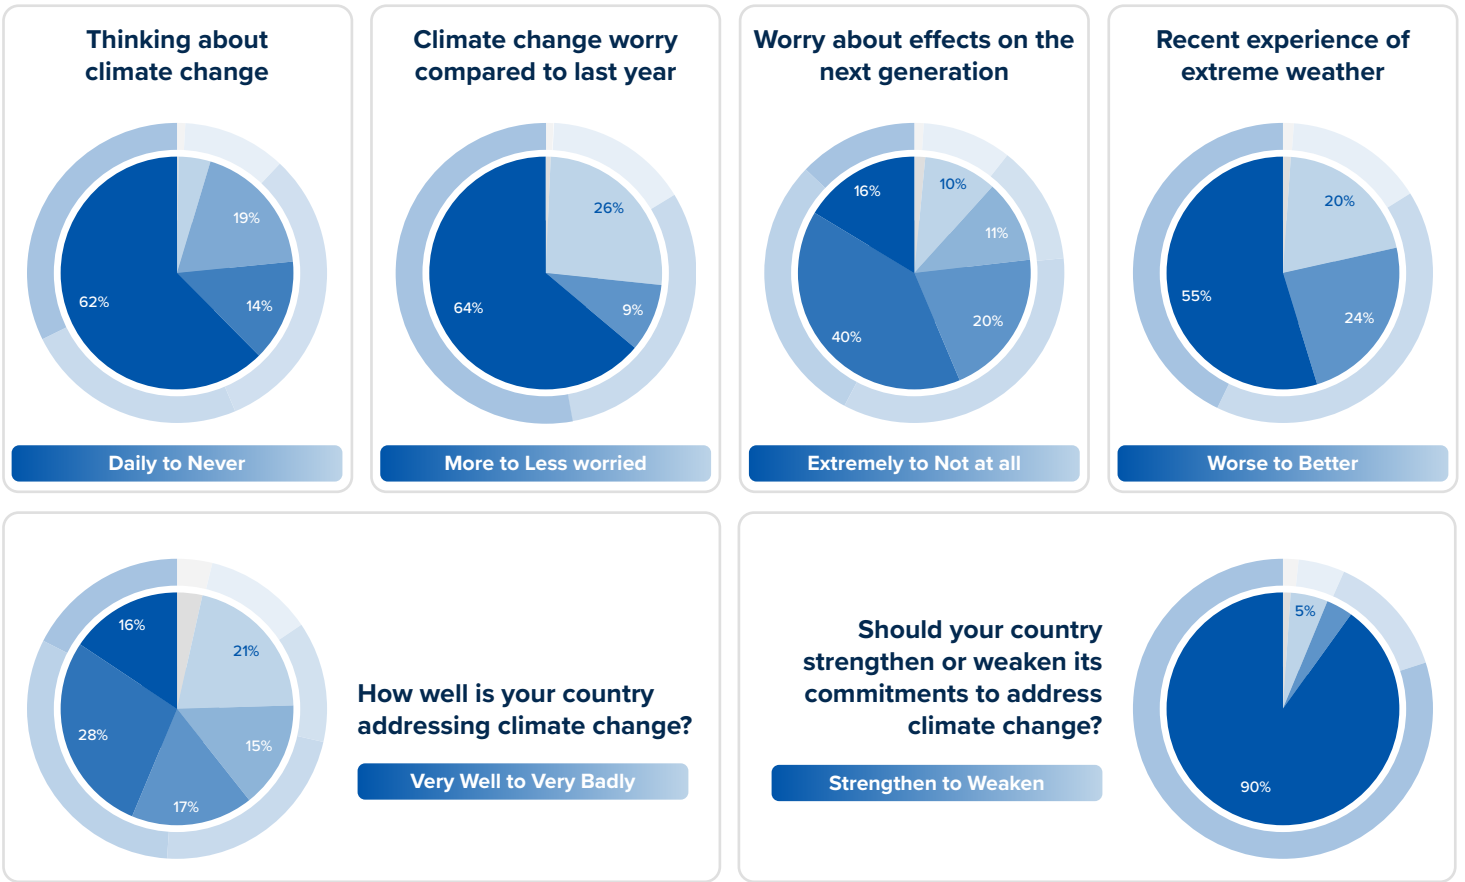 Thinking about
climate change
19%
14%
62%
Daily to Never
Climate change worry
compared to last year
26%
9%
64%
More to Less worried
Worry about effects on the
next generation
16%
10%
11%
20%
40%
Extremely to Not at all
Recent experience of
extreme weather
20%
55%
24%
Worse to Better
16%
21%
28%
15%
17%
How well is your country
addressing climate change?
Very Well to Very Badly
Should your country
strengthen or weaken its
commitments to address
climate change?
Strengthen to Weaken
5%
90%